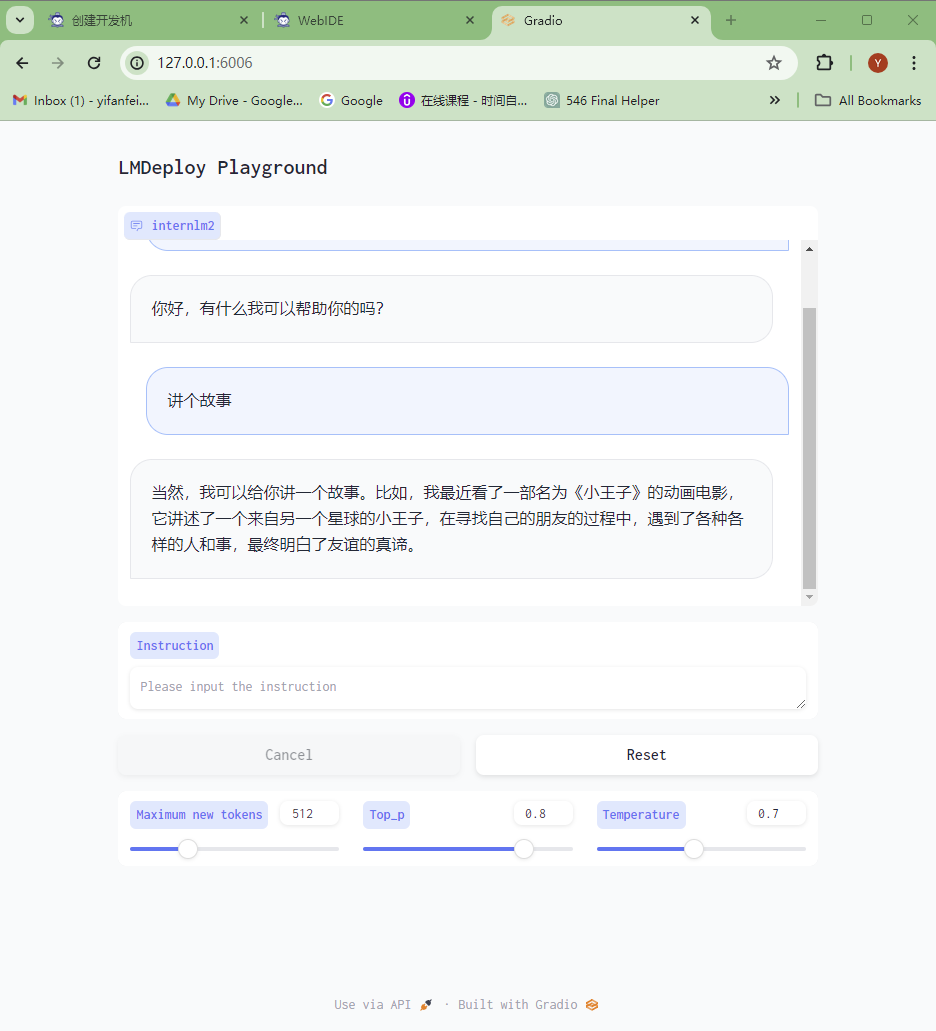 创建开发机
WebIDE
Gradio
127.0.0.1:6006
Y
Inbox (1) - yifanfei...
My Drive - Google...
Google
在线课程 - 时间自...
546 Final Helper
All Bookmarks
LMDeploy Playground
internlm2
你好，有什么我可以帮助你的吗？
讲个故事
当然，我可以给你讲一个故事。比如，我最近看了一部名为《小王子》的动画电影，
它讲述了一个来自另一个星球的小王子，在寻找自己的朋友的过程中，遇到了各种各
样的人和事，最终明白了友谊的真谛。
Instruction
Please input the instruction
Cancel
Reset
Maximum new tokens 512
Top_p 0.8
Temperature 0.7
Use via API · Built with Gradio